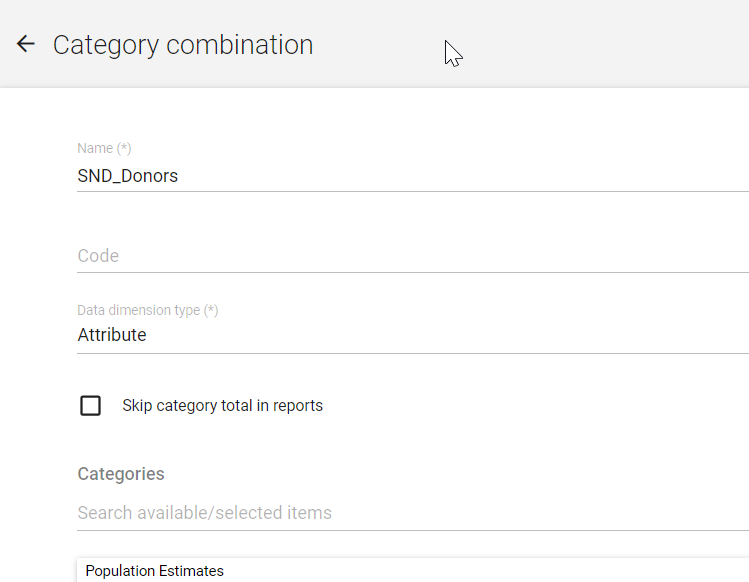 Category combination
Name (*)
SND_Donors
Code
Data dimension type (*)
Attribute
Skip category total in reports
Categories
Search available/selected items
Population Estimates